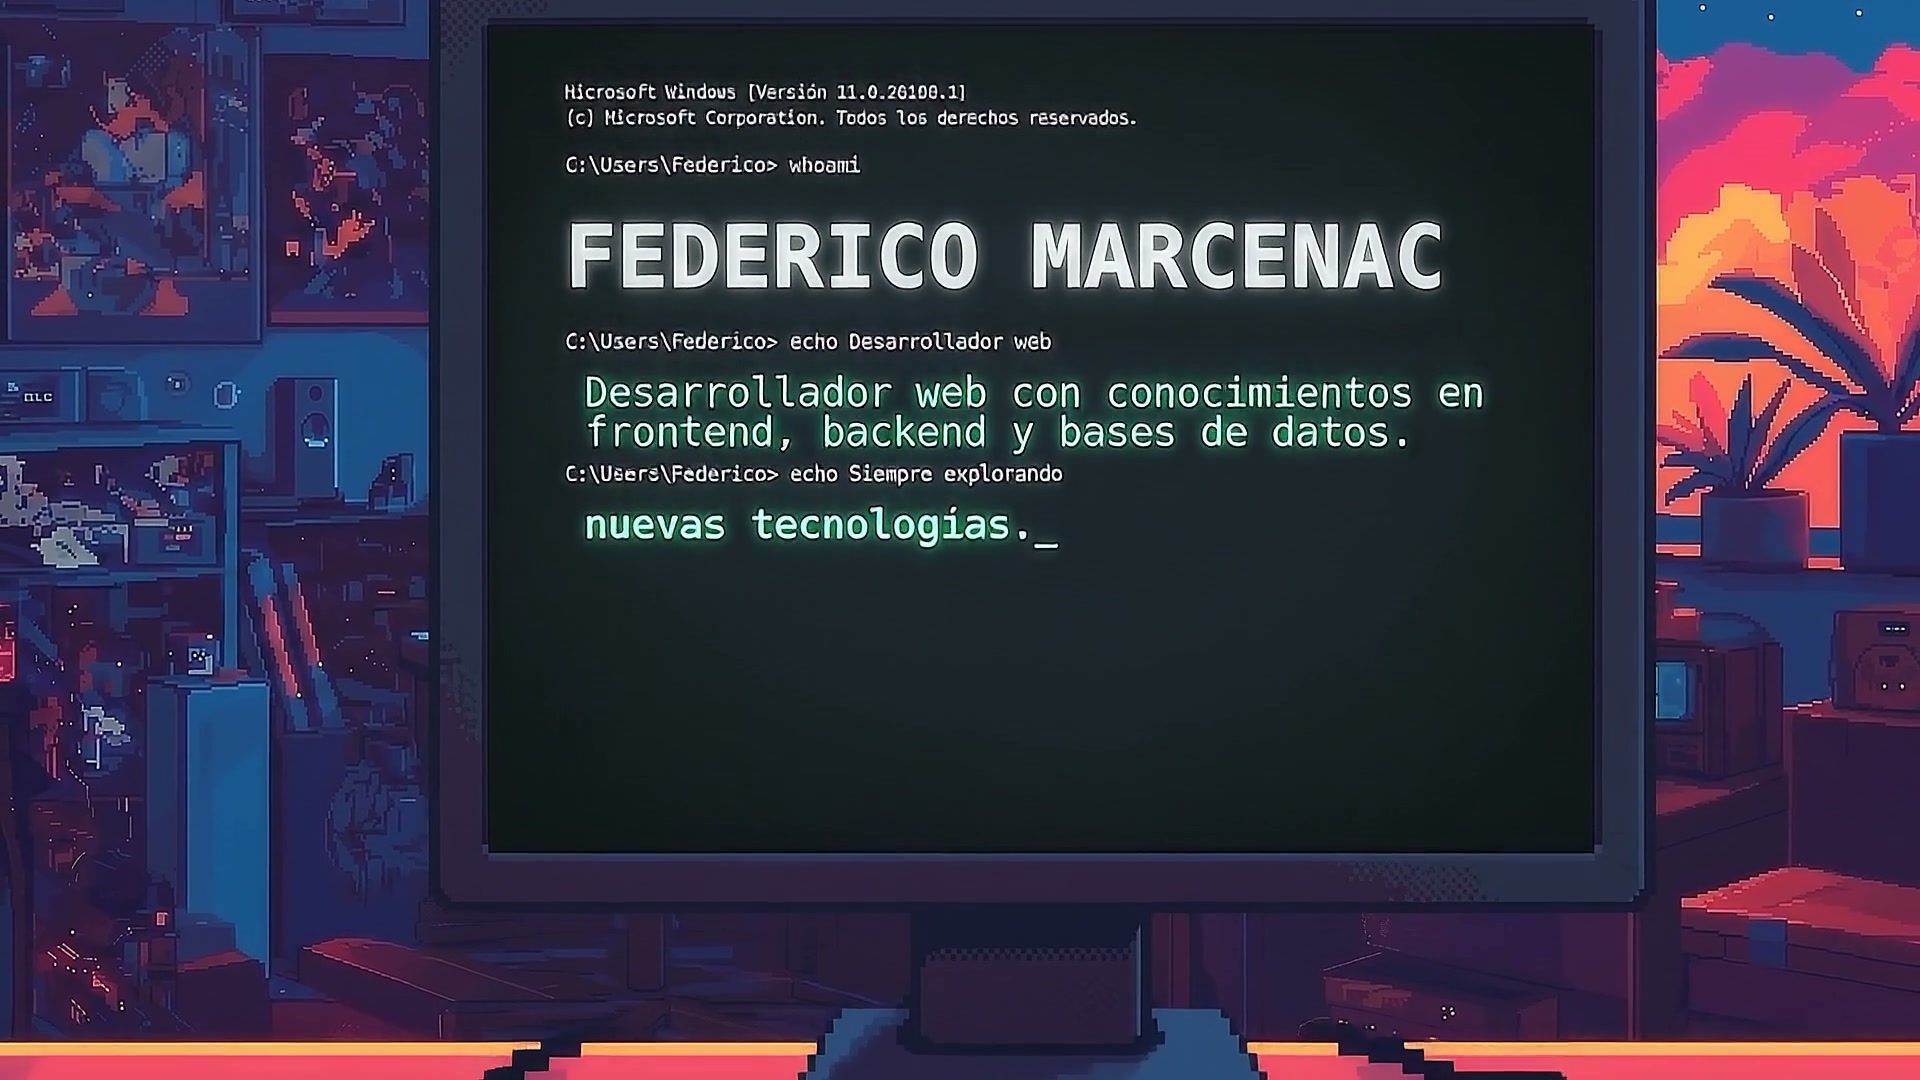 Microsoft Windows [Versión 11.0.26100.1]
(c) Microsoft Corporation. Todos los derechos reservados.
C:\Users\Federico> whoami
FEDERICO MARCENAC
C:\Users\Federico> echo Desarrollador web
Desarrollador web con conocimientos en
frontend, backend y bases de datos.
C:\Users\Federico> echo Siempre explorando
nuevas tecnologías._